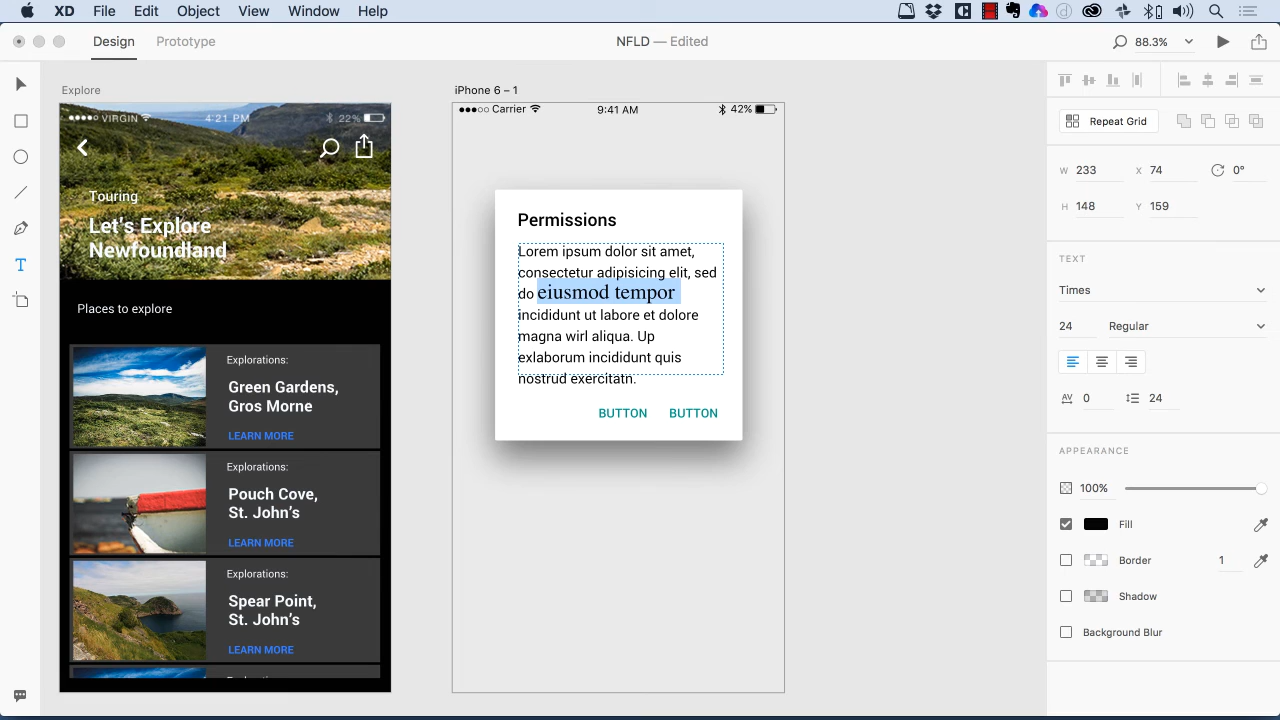 XD File Edit Object View Window Help
Design Prototype
NFLD — Edited
88.3%
Explore
VIRGIN 4:21 PM 22%
Touring
Let's Explore
Newfoundland
Places to explore
Explorations:
Green Gardens,
Gros Morne
LEARN MORE
Explorations:
Pouch Cove,
St. John's
LEARN MORE
Explorations:
Spear Point,
St. John's
LEARN MORE
iPhone 6 – 1
Carrier 9:41 AM 42%
Permissions
Lorem ipsum dolor sit amet,
consectetur adipisicing elit, sed
do eiusmod tempor
incididunt ut labore et dolore
magna wirl aliqua. Up
exlaborum incididunt quis
nostrud exercitatn.
BUTTON BUTTON
Repeat Grid
W 233 X 74 0°
H 148 Y 159
TEXT
Times
24 Regular
AV 0 24
APPEARANCE
100%
Fill
Border 1
Shadow
Background Blur